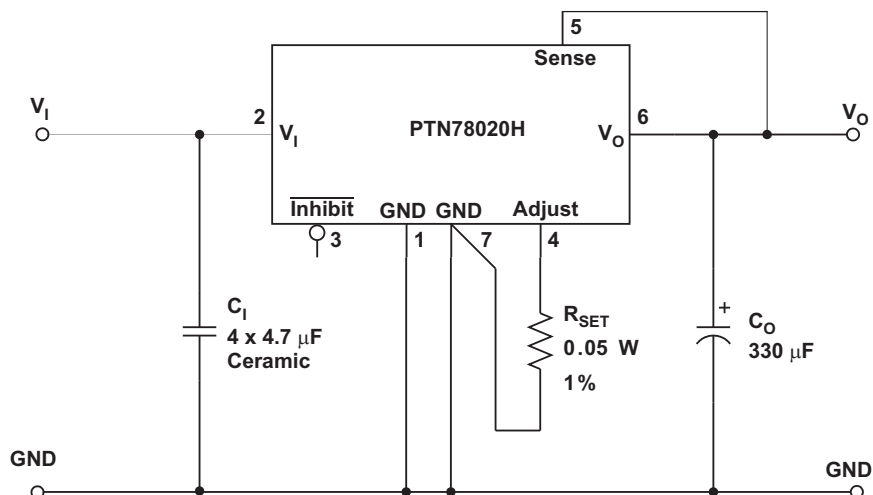 5
Sense
V_I
2
V_I
PTN78020H
V_O
6
V_O
Inhibit
GND GND
Adjust
3
1
7
4
C_I
4 x 4.7 μF
Ceramic
R_SET
0.05 W
1%
+
C_O
330 μF
GND
GND